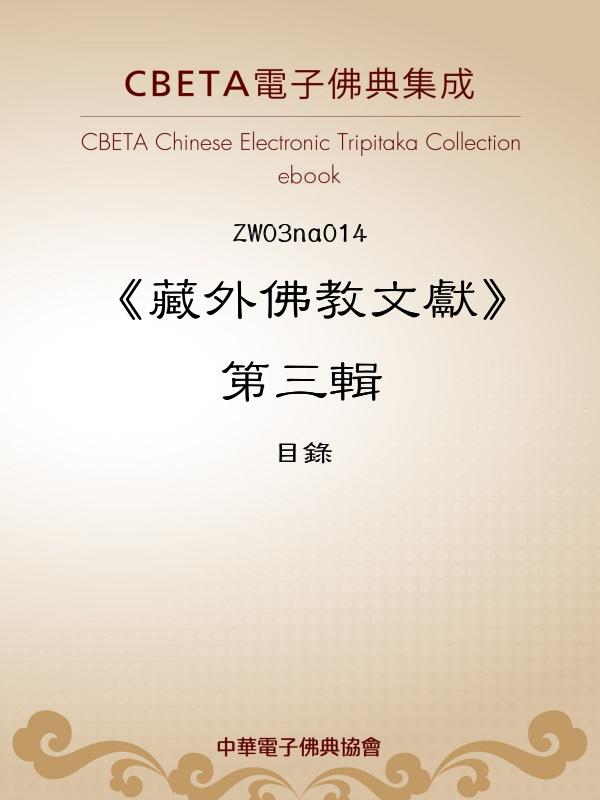 CBETA電子佛典集成
CBETA Chinese Electronic Tripitaka Collection
ebook
ZW03na014
《藏外佛教文獻》
第三輯
目錄
中華電子佛典協會